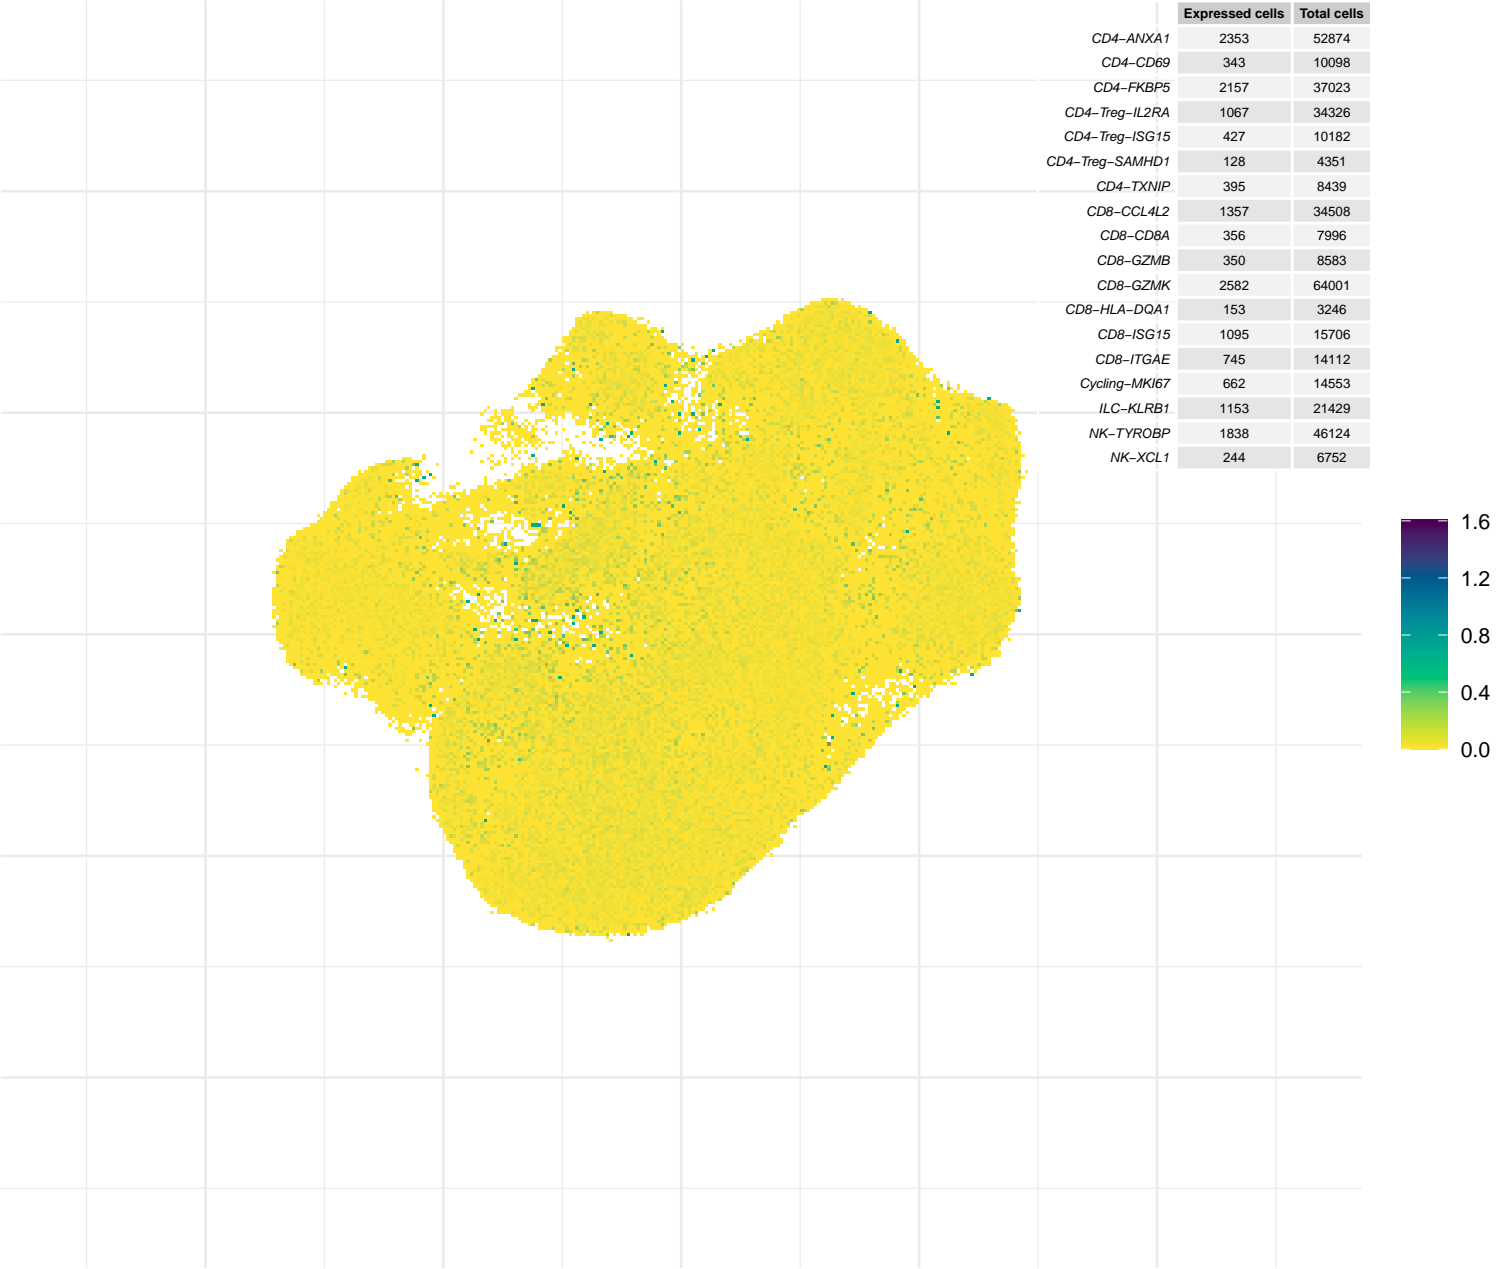 Expressed cells Total cells
CD4−ANXA1 2353 52874
CD4−CD69 343 10098
CD4−FKBP5 2157 37023
CD4−Treg−IL2RA 1067 34326
CD4−Treg−ISG15 427 10182
CD4−Treg−SAMHD1 128 4351
CD4−TXNIP 395 8439
CD8−CCL4L2 1357 34508
CD8−CD8A 356 7996
CD8−GZMB 350 8583
CD8−GZMK 2582 64001
CD8−HLA−DQA1 153 3246
CD8−ISG15 1095 15706
CD8−ITGAE 745 14112
Cycling−MKI67 662 14553
ILC−KLRB1 1153 21429
NK−TYROBP 1838 46124
NK−XCL1 244 6752
1.6
1.2
0.8
0.4
0.0